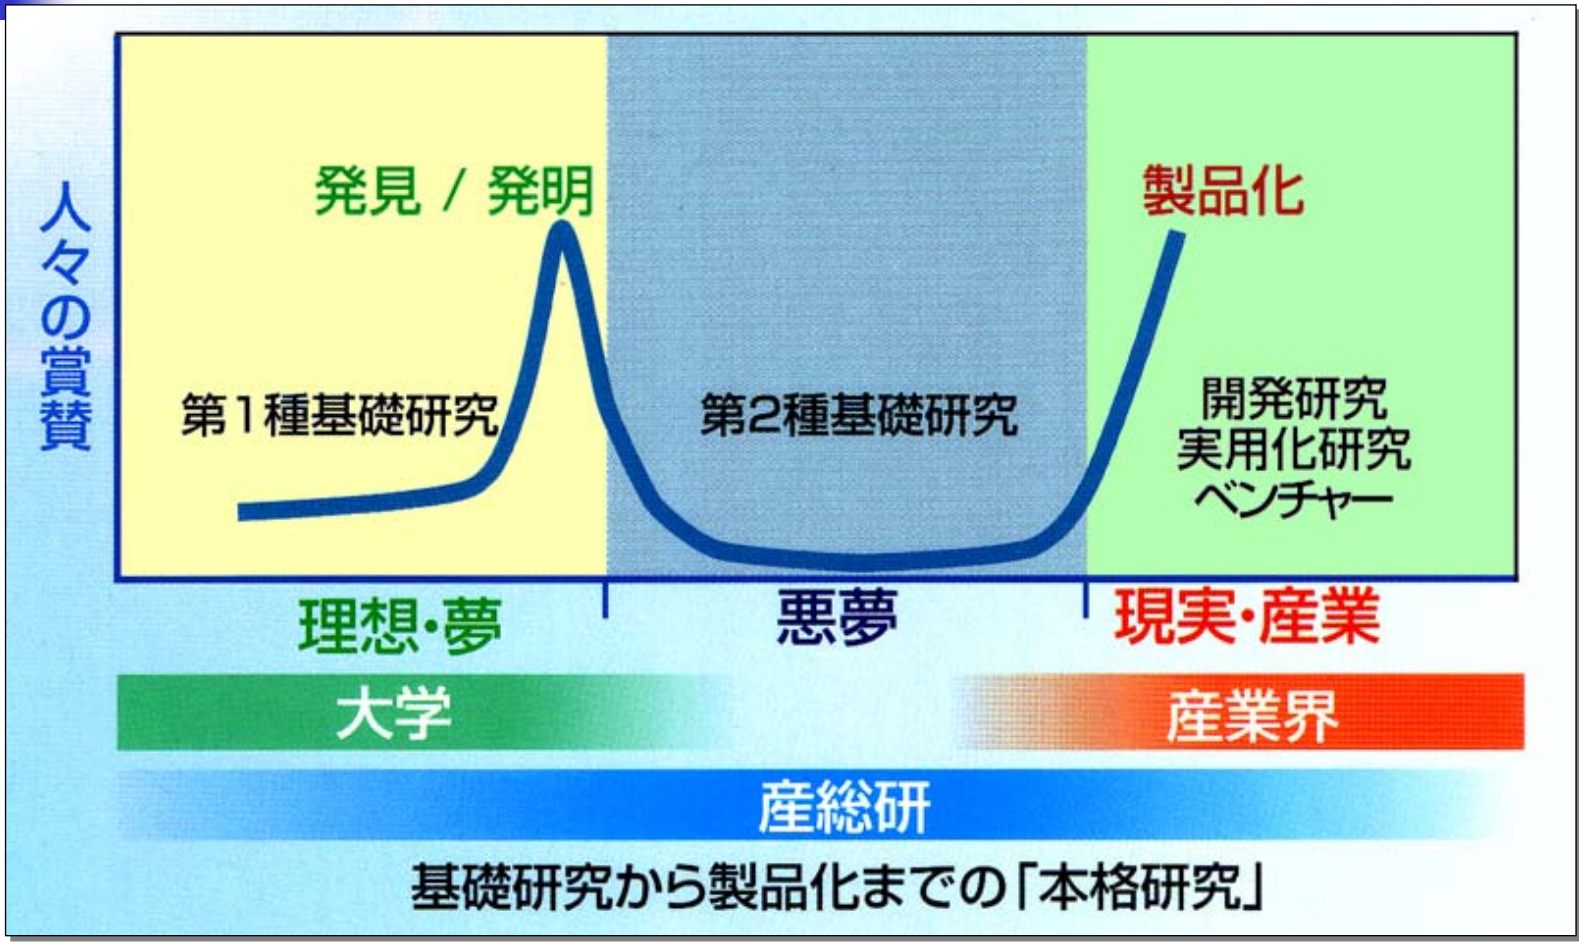 人々の賞賛
発見 / 発明
製品化
第1種基礎研究
第2種基礎研究
開発研究
実用化研究
ベンチャー
理想・夢
悪夢
現実・産業
大学
産業界
産総研
基礎研究から製品化までの「本格研究」